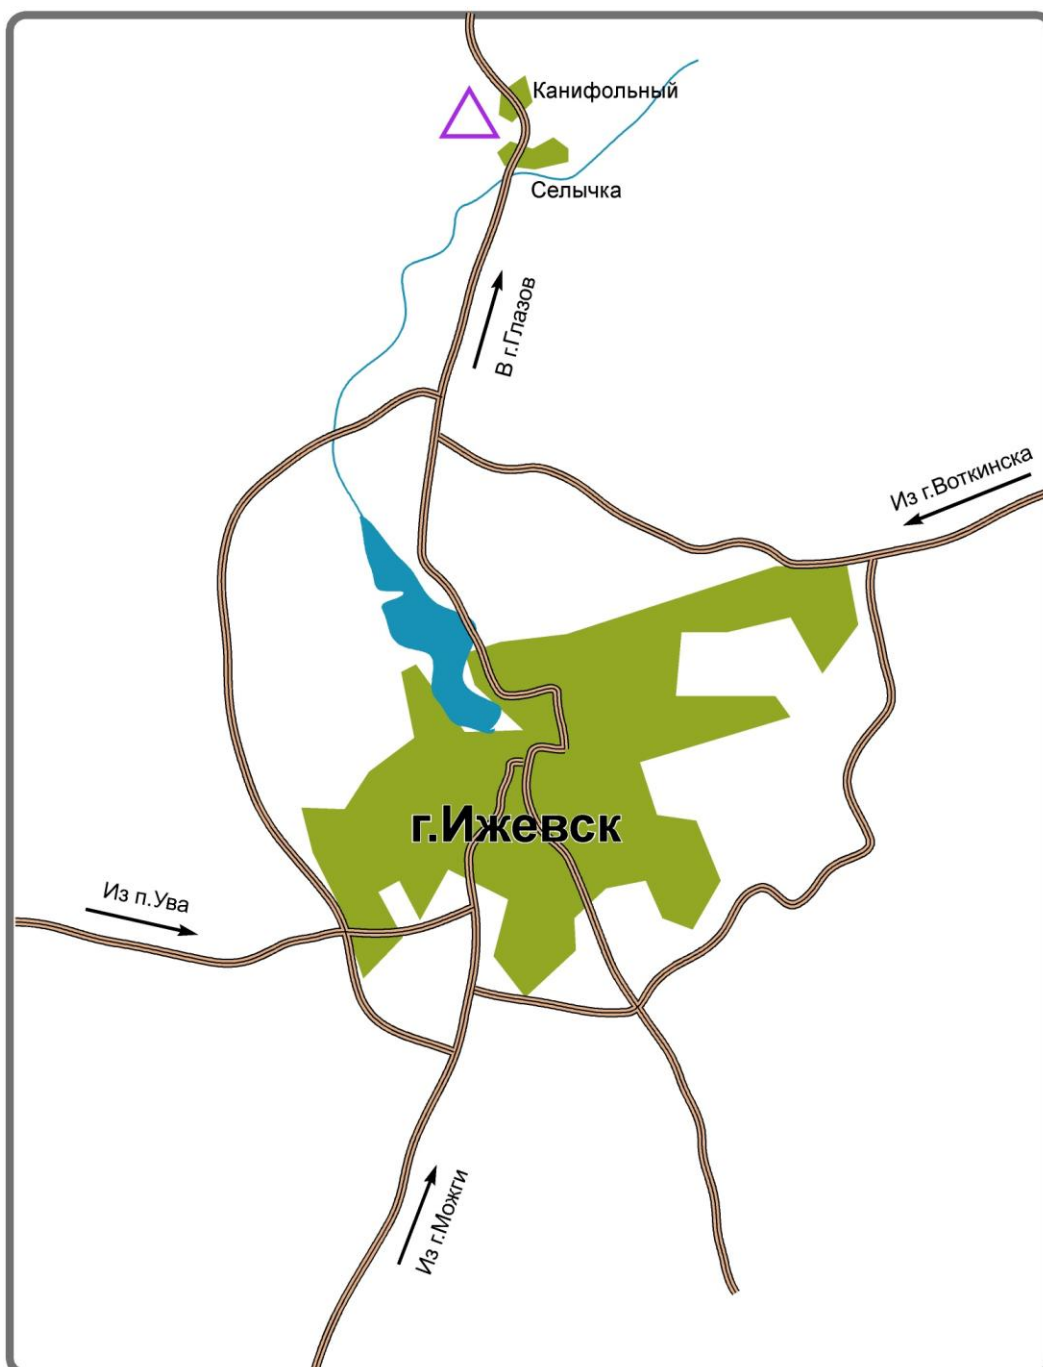 Канифольный
Селычка
В г.Глазов
Из г.Воткинска
г.Ижевск
Из п.Ува
Из г.Можги